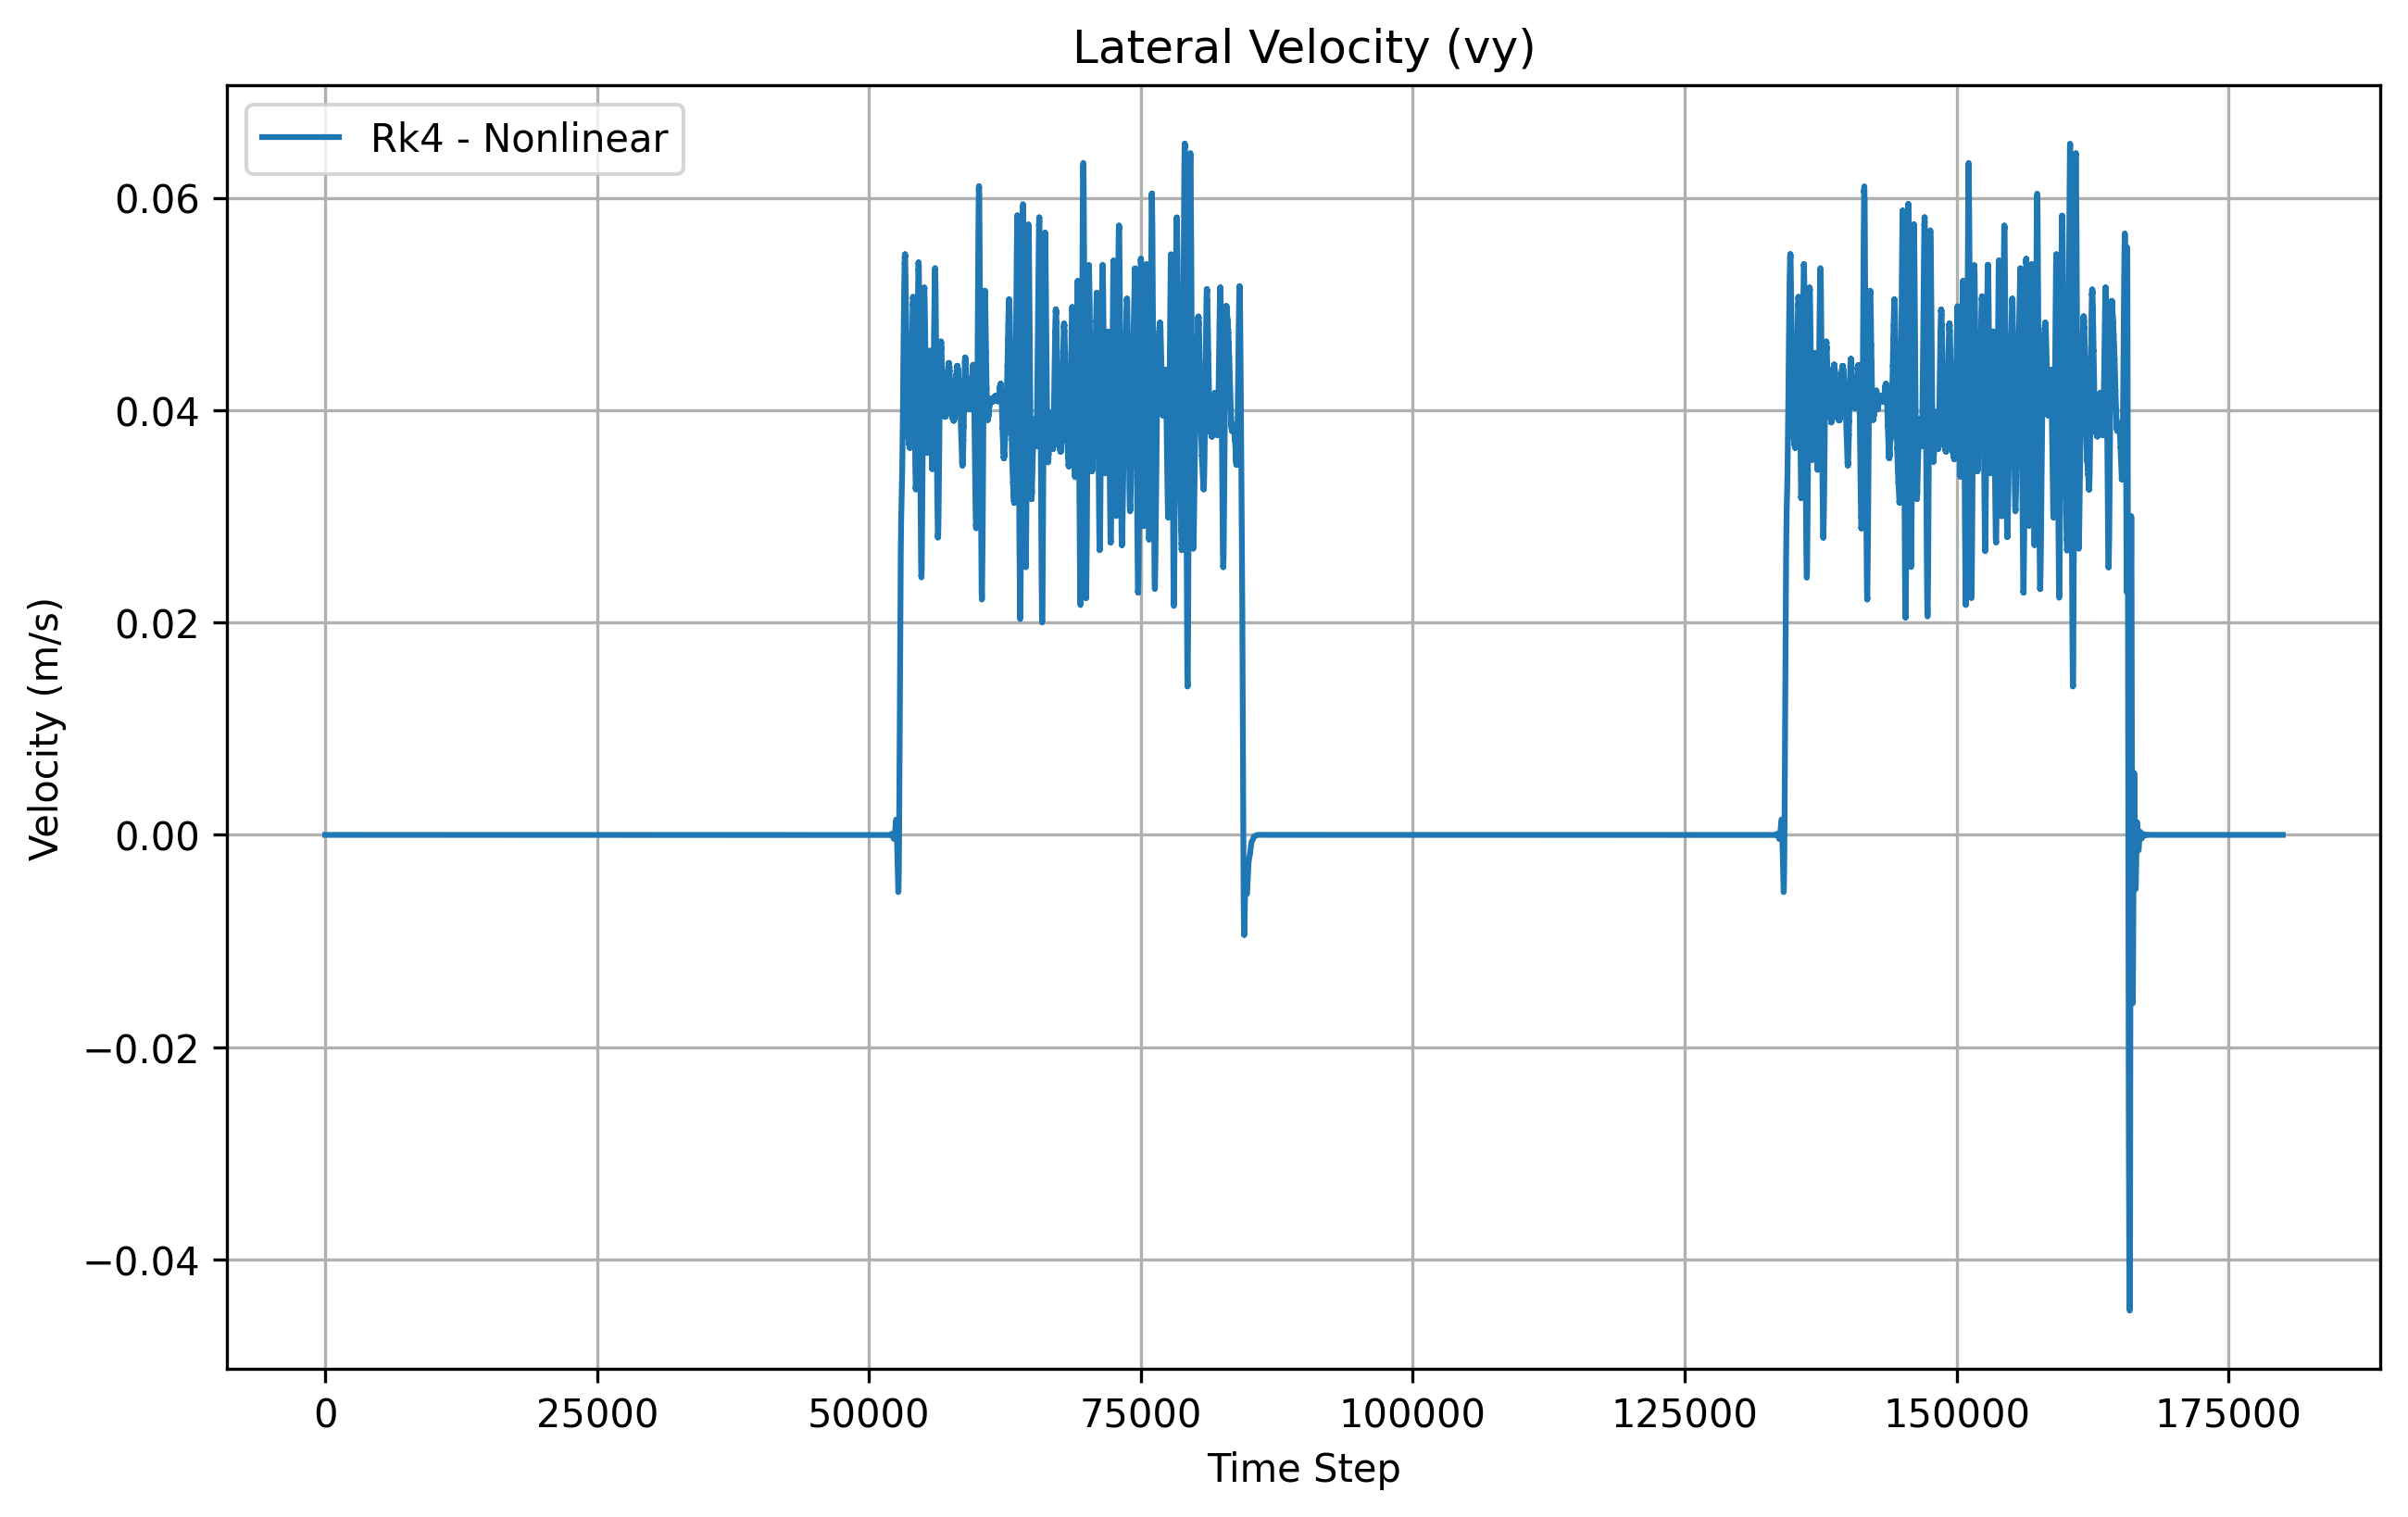 Lateral Velocity (vy)
Rk4 - Nonlinear
0.06
0.04
0.02
0.00
−0.02
−0.04
Velocity (m/s)
0 25000 50000 75000 100000 125000 150000 175000
Time Step